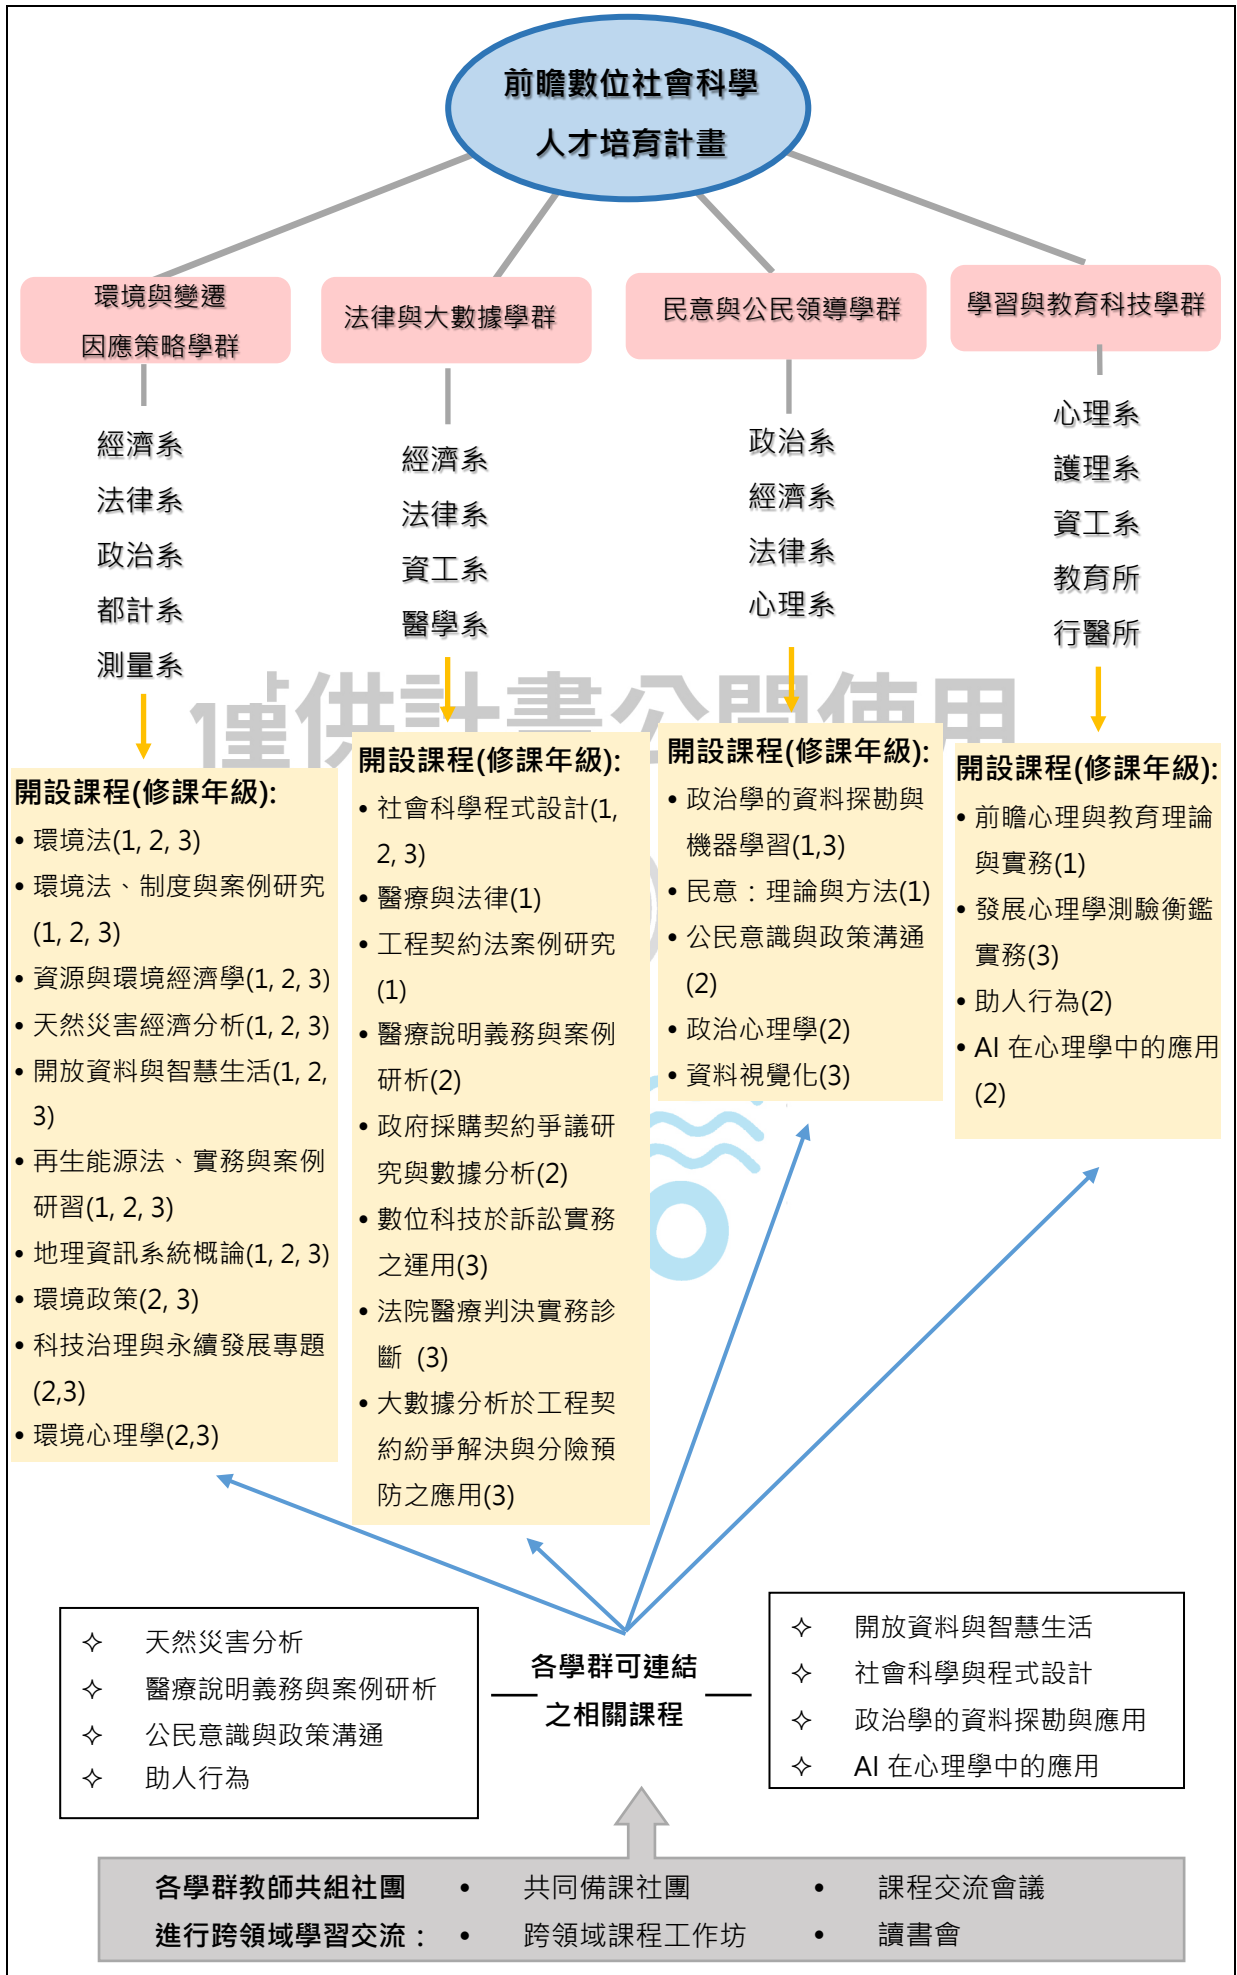 前瞻數位社會科學
人才培育計畫
環境與變遷
因應策略學群
法律與大數據學群
民意與公民領導學群
學習與教育科技學群
經濟系
法律系
政治系
都計系
測量系
經濟系
法律系
資工系
醫學系
政治系
經濟系
法律系
心理系
心理系
護理系
資工系
教育所
行醫所
僅供計畫公開使用
開設課程(修課年級):
• 環境法(1, 2, 3)
• 環境法、制度與案例研究
(1, 2, 3)
• 資源與環境經濟學(1, 2, 3)
• 天然災害經濟分析(1, 2, 3)
• 開放資料與智慧生活(1, 2,
3)
• 再生能源法、實務與案例
研習(1, 2, 3)
• 地理資訊系統概論(1, 2, 3)
• 環境政策(2, 3)
• 科技治理與永續發展專題
(2,3)
• 環境心理學(2,3)
開設課程(修課年級):
• 社會科學程式設計(1,
2, 3)
• 醫療與法律(1)
• 工程契約法案例研究
(1)
• 醫療說明義務與案例
研析(2)
• 政府採購契約爭議研
究與數據分析(2)
• 數位科技於訴訟實務
之運用(3)
• 法院醫療判決實務診
斷 (3)
• 大數據分析於工程契
約紛爭解決與分險預
防之應用(3)
開設課程(修課年級):
• 政治學的資料探勘與
機器學習(1,3)
• 民意：理論與方法(1)
• 公民意識與政策溝通
(2)
• 政治心理學(2)
• 資料視覺化(3)
開設課程(修課年級):
• 前瞻心理與教育理論
與實務(1)
• 發展心理學測驗衡鑑
實務(3)
• 助人行為(2)
• AI 在心理學中的應用
(2)
✧ 天然災害分析
✧ 醫療說明義務與案例研析
✧ 公民意識與政策溝通
✧ 助人行為
各學群可連結
之相關課程
✧ 開放資料與智慧生活
✧ 社會科學與程式設計
✧ 政治學的資料探勘與應用
✧ AI 在心理學中的應用
各學群教師共組社團 • 共同備課社團 • 課程交流會議
進行跨領域學習交流： • 跨領域課程工作坊 • 讀書會